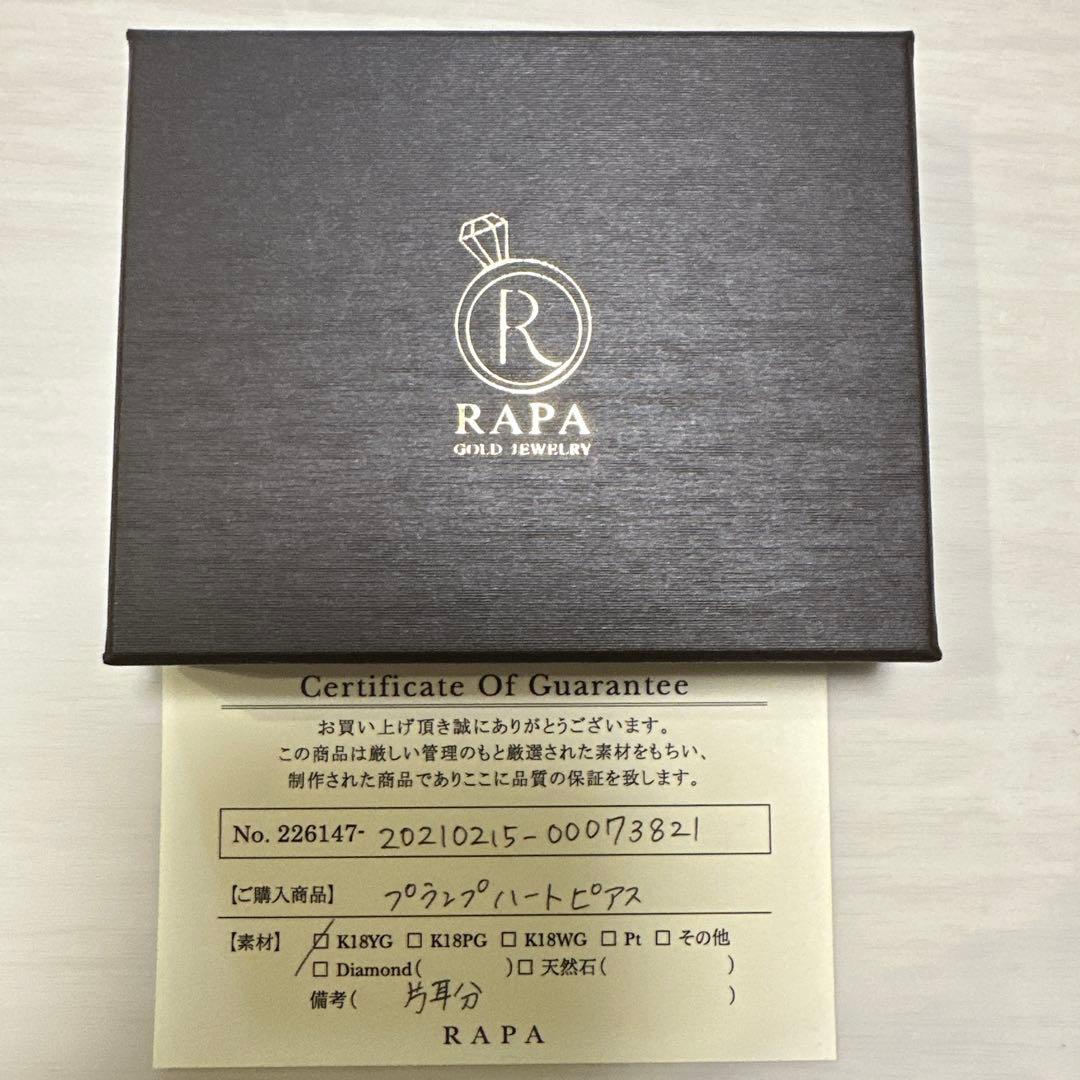 R
RAPA
GOLD JEWELRY
Certificate Of Guarantee
お買い上げ頂き誠にありがとうございます。
この商品は厳しい管理のもと厳選された素材をもちい、
制作された商品でありここに品質の保証を致します。
No. 226147- 20210215-00073821
【ご購入商品】 プランプハートピアス
【素材】 □ K18YG □ K18PG □ K18WG □ Pt □ その他
□ Diamond( )□ 天然石( )
備考( 片耳分 )
RAPA